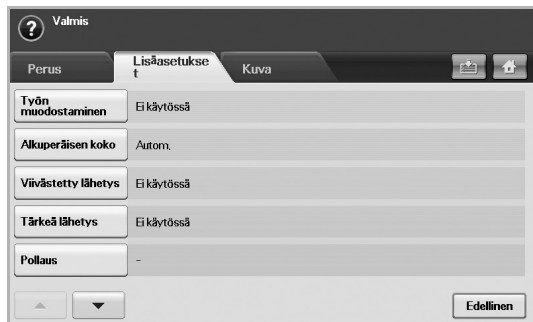 Valmis
Perus
Lisäasetukse
t
Kuva
Työn
muodostaminen
Ei käytössä
Alkuperäisen koko
Autom.
Viivästetty lähetys
Ei käytössä
Tärkeä lähetys
Ei käytössä
Pollaus
-
Edellinen